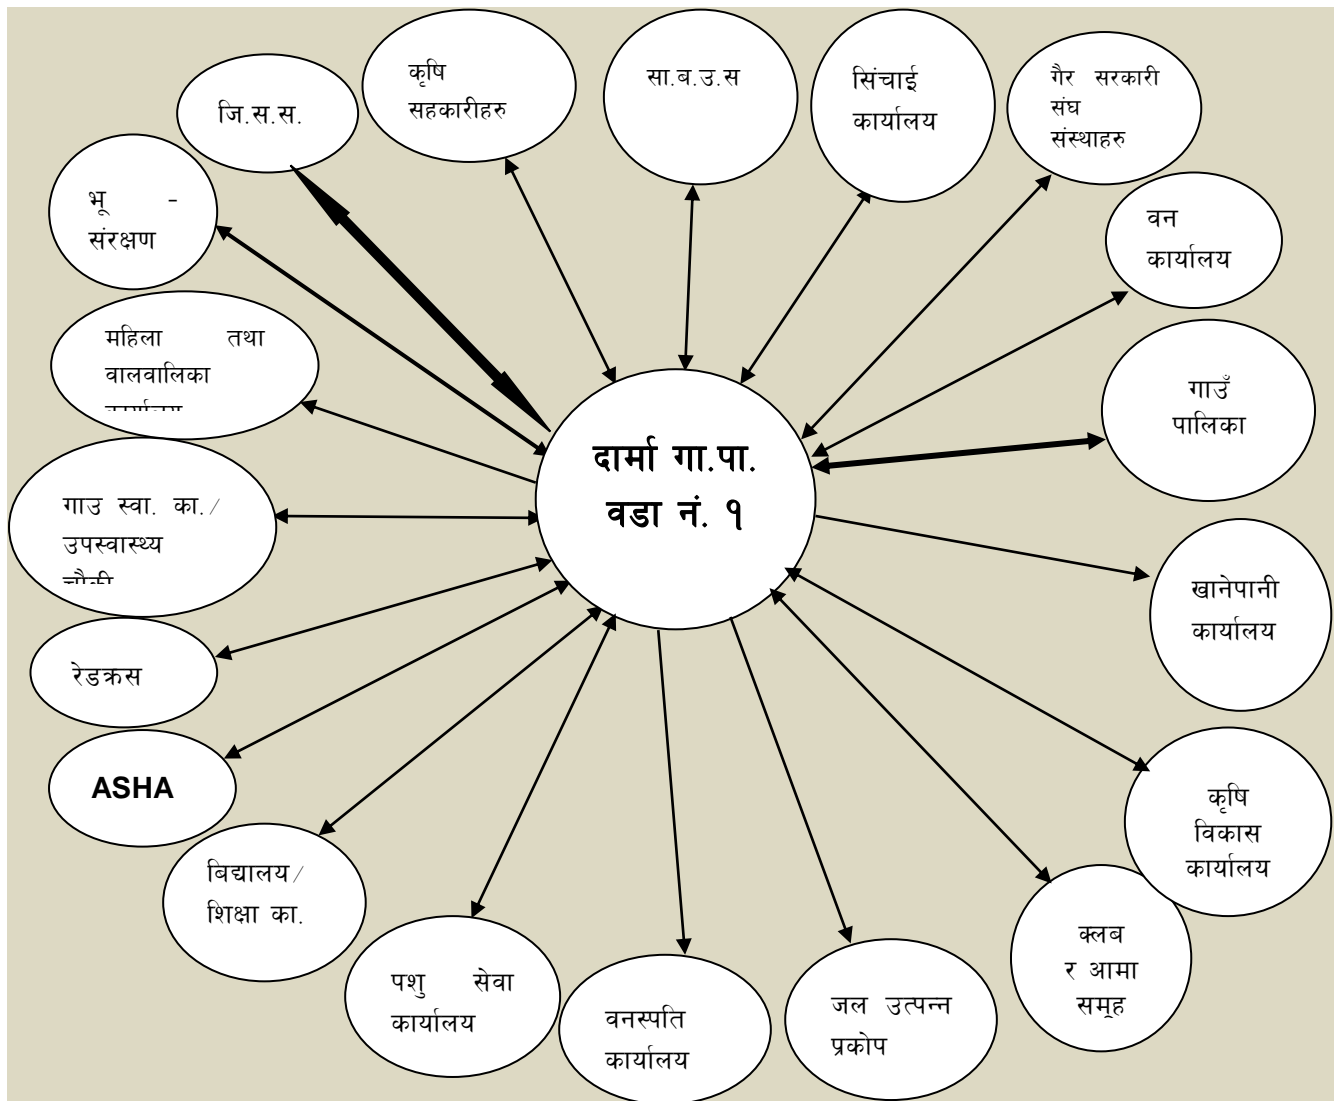 जि.स.स.
कृषि
सहकारीहरु
सा.ब.उ.स
सिंचाई
कार्यालय
गैर सरकारी
संघ
संस्थाहरु
भू -
संरक्षण
वन
कार्यालय
महिला तथा
वालवालिका
गाउँ
पालिका
दार्मा गा.पा.
वडा नं. १
गाउ स्वा. का./
उपस्वास्थ्य
खानेपानी
कार्यालय
रेडक्रस
ASHA
कृषि
विकास
कार्यालय
बिद्यालय/
शिक्षा का.
क्लब
र आमा
समूह
पशु सेवा
कार्यालय
वनस्पति
कार्यालय
जल उत्पन्न
प्रकोप